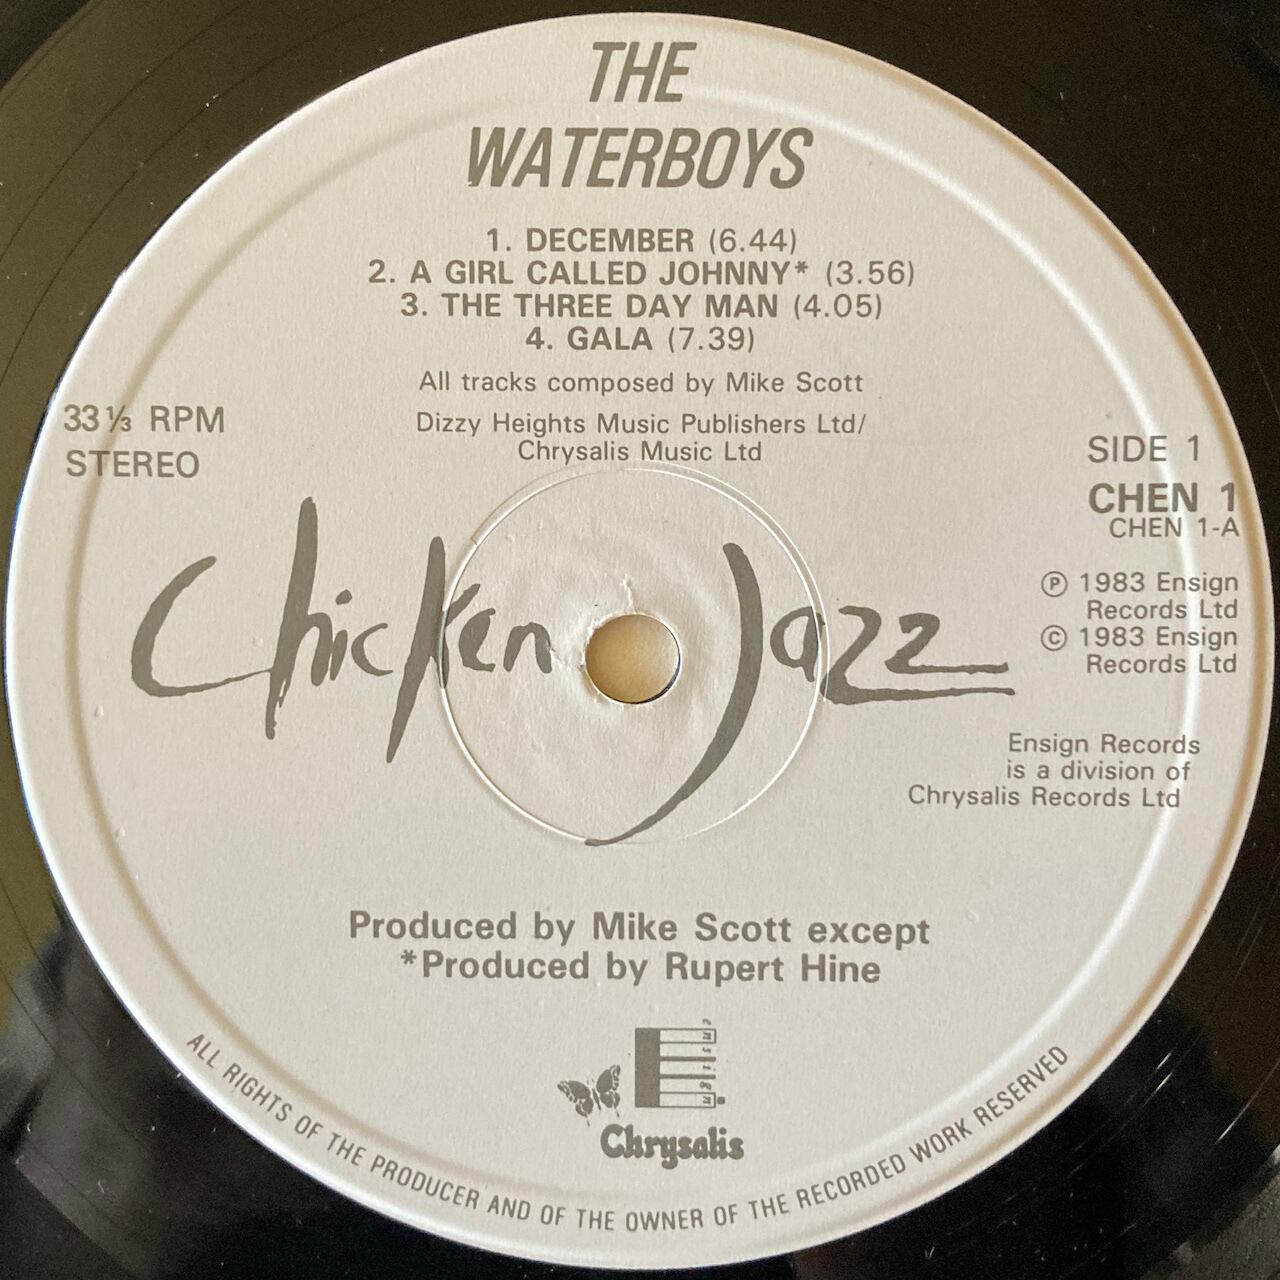 THE
WATERBOYS
1. DECEMBER (6.44)
2. A GIRL CALLED JOHNNY* (3.56)
3. THE THREE DAY MAN (4.05)
4. GALA (7.39)
All tracks composed by Mike Scott
Dizzy Heights Music Publishers Ltd/
Chrysalis Music Ltd
33⅓ RPM
STEREO
SIDE 1
CHEN 1
CHEN 1-A
Ⓟ 1983 Ensign
Records Ltd
© 1983 Ensign
Records Ltd
Chicken Jazz
Ensign Records
is a division of
Chrysalis Records Ltd
Produced by Mike Scott except
*Produced by Rupert Hine
ensign
Chrysalis
ALL RIGHTS OF THE PRODUCER AND OF THE OWNER OF THE RECORDED WORK RESERVED